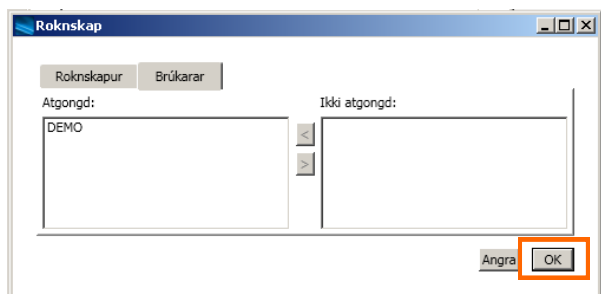 Roknskap
Roknskapur Brúkarar
Atgongd: Ikki atgongd:
DEMO
<
>
Angra OK